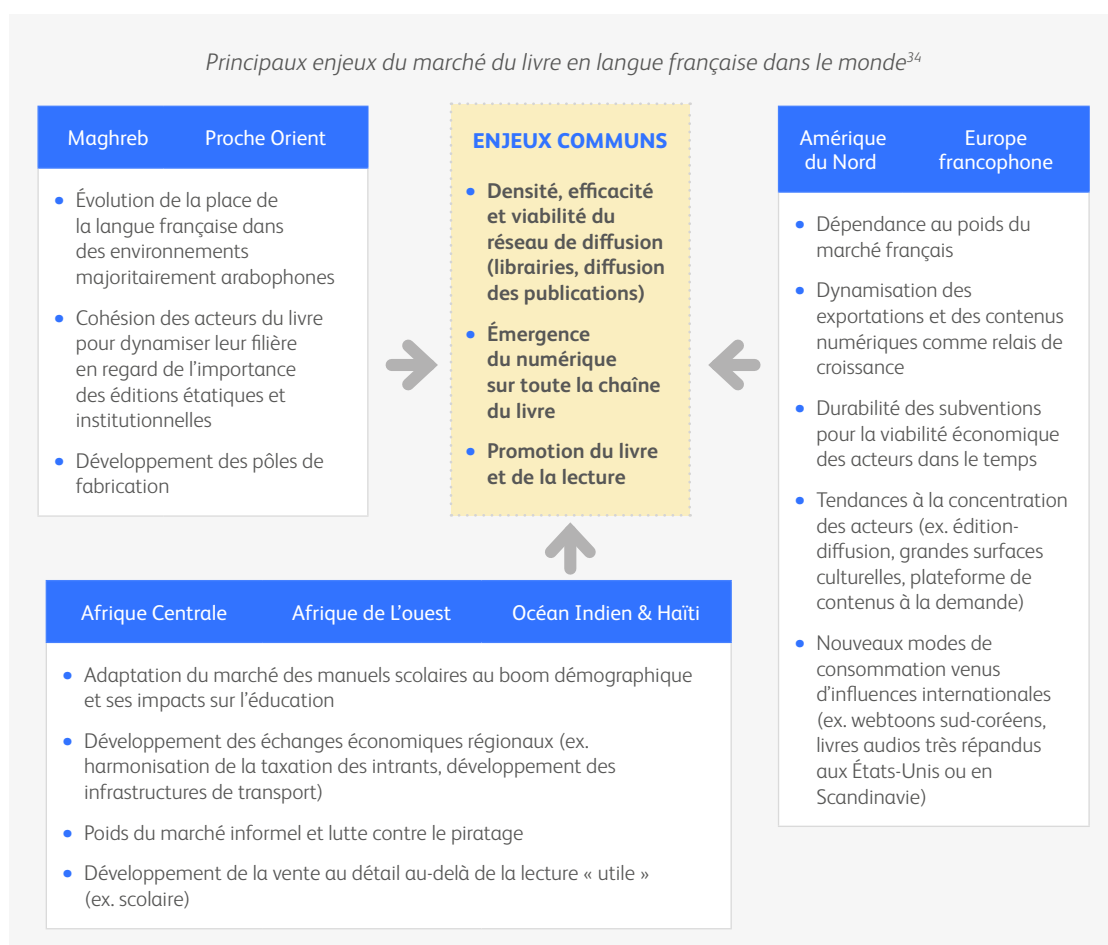 Principaux enjeux du marché du livre en langue française dans le monde34
Maghreb
Proche Orient
• Évolution de la place de
la langue française dans
des environnements
majoritairement arabophones
• Cohésion des acteurs du livre
pour dynamiser leur filière
en regard de l’importance
des éditions étatiques et
institutionnelles
• Développement des pôles de
fabrication
ENJEUX COMMUNS
• Densité, efficacité
et viabilité du
réseau de diffusion
(librairies, diffusion
des publications)
• Émergence
du numérique
sur toute la chaîne
du livre
• Promotion du livre
et de la lecture
Amérique
du Nord
Europe
francophone
• Dépendance au poids du
marché français
• Dynamisation des
exportations et des contenus
numériques comme relais de
croissance
• Durabilité des subventions
pour la viabilité économique
des acteurs dans le temps
• Tendances à la concentration
des acteurs (ex. édition-
diffusion, grandes surfaces
culturelles, plateforme de
contenus à la demande)
• Nouveaux modes de
consommation venus
d’influences internationales
(ex. webtoons sud-coréens,
livres audios très répandus
aux États-Unis ou en
Scandinavie)
Afrique Centrale
Afrique de L’ouest
Océan Indien & Haïti
• Adaptation du marché des manuels scolaires au boom démographique
et ses impacts sur l’éducation
• Développement des échanges économiques régionaux (ex.
harmonisation de la taxation des intrants, développement des
infrastructures de transport)
• Poids du marché informel et lutte contre le piratage
• Développement de la vente au détail au-delà de la lecture « utile »
(ex. scolaire)